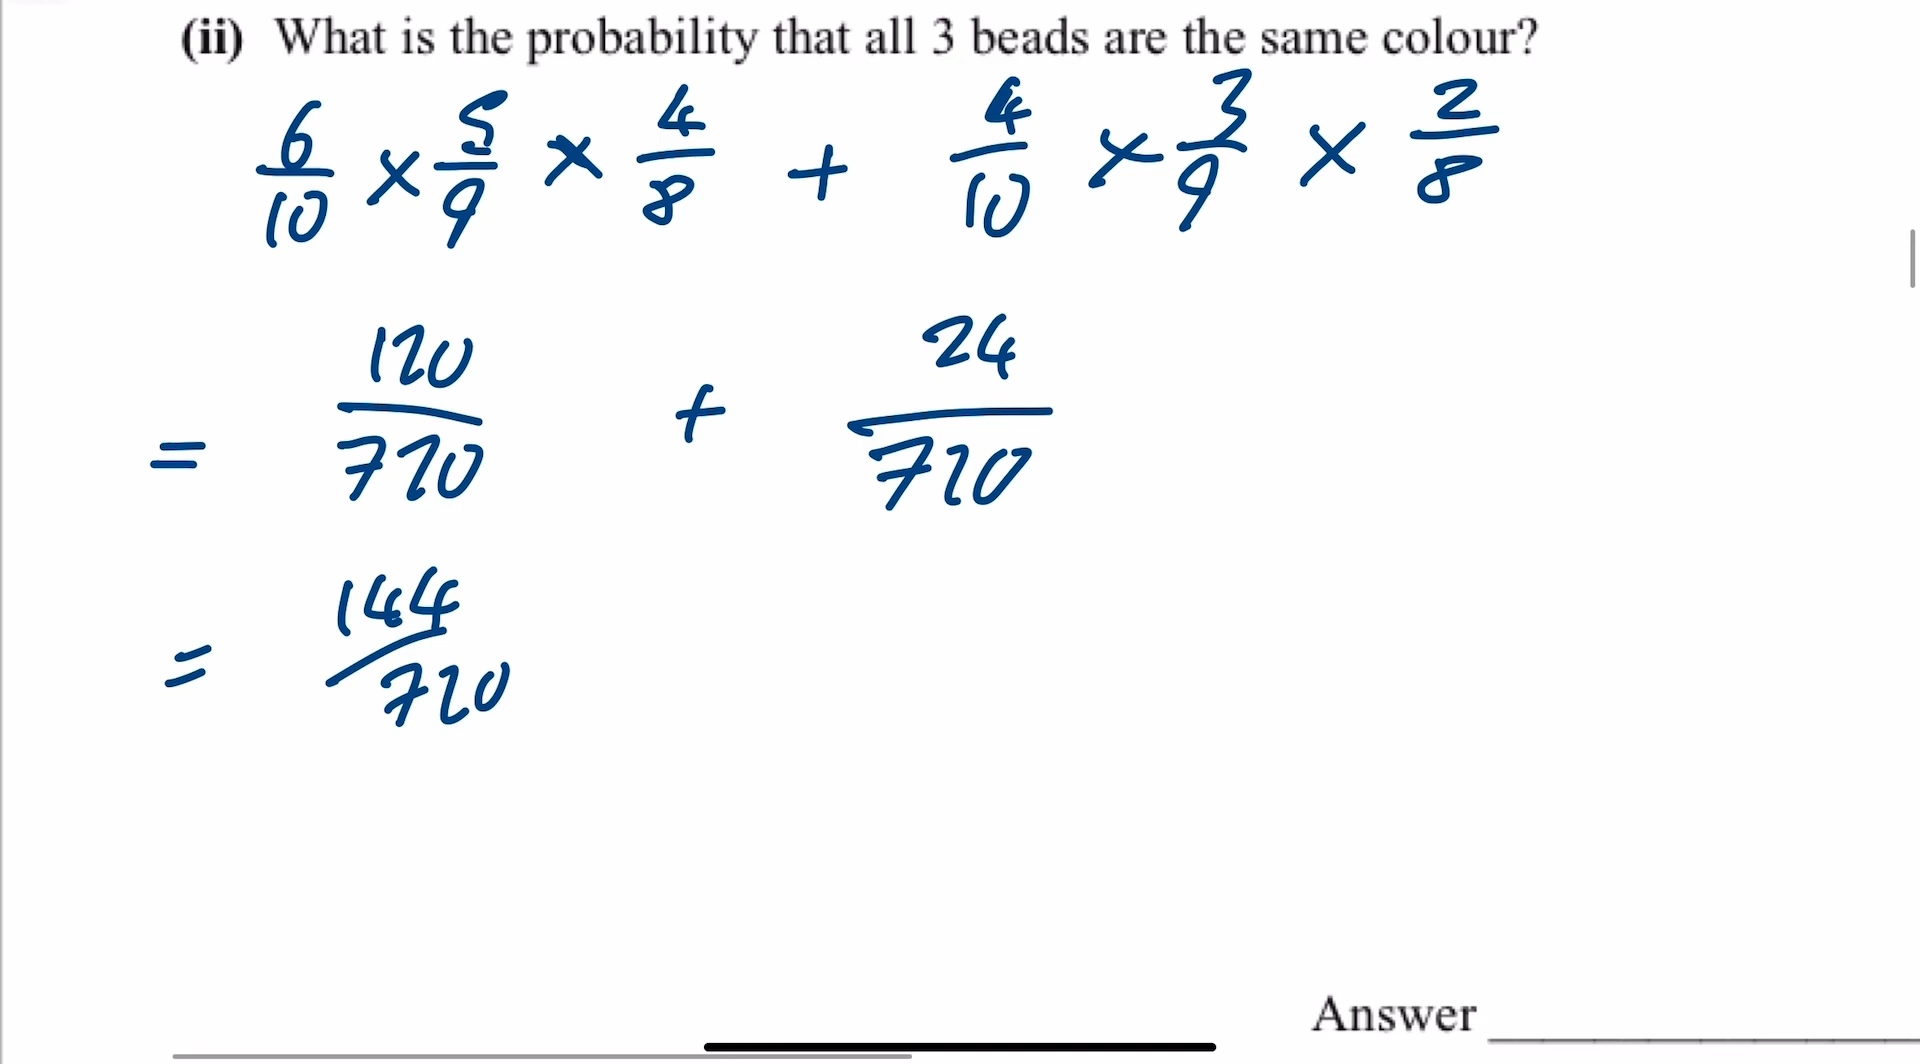 (ii) What is the probability that all 3 beads are the same colour?
6/10 × 5/9 × 4/8 + 4/10 × 3/9 × 2/8
= 120/720 + 24/720
= 144/720
Answer